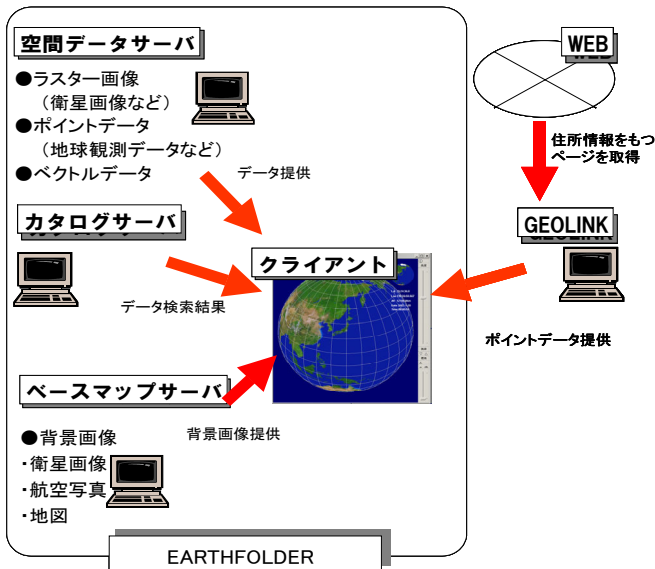 空間データサーバ
●ラスター画像
（衛星画像など）
●ポイントデータ
（地球観測データなど）
●ベクトルデータ
データ提供
カタログサーバ
データ検索結果
クライアント
ベースマップサーバ
●背景画像
・衛星画像
・航空写真
・地図
背景画像提供
EARTHFOLDER
WEB
住所情報をもつ
ページを取得
GEOLINK
ポイントデータ提供